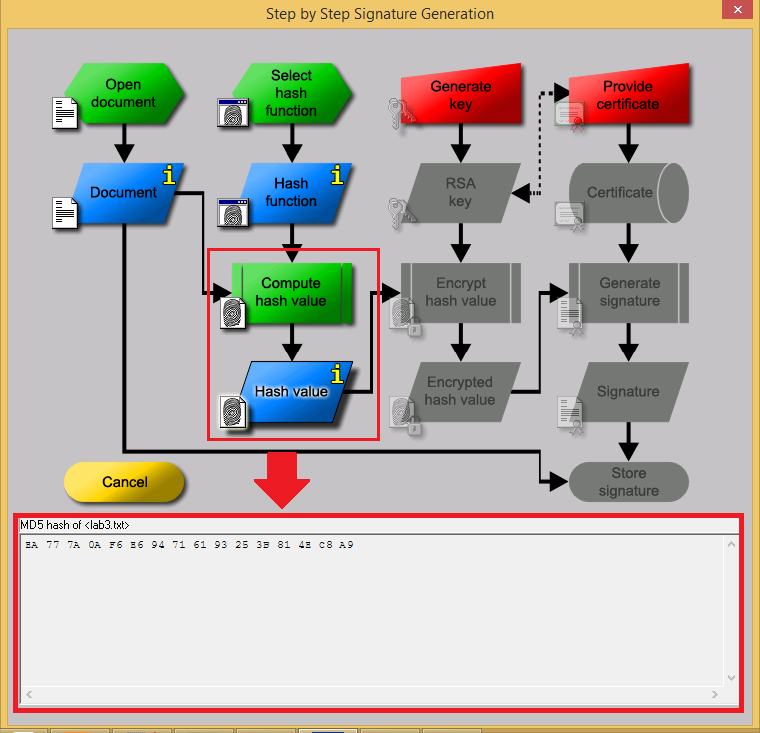 Step by Step Signature Generation
Open
document
Select
hash
function
Generate
key
Provide
certificate
Document
i
Hash
function
i
RSA
key
Certificate
Compute
hash value
Encrypt
hash value
Generate
signature
Hash value
i
Encrypted
hash value
Signature
Cancel
Store
signature
MD5 hash of <lab3.txt>
EA 77 7A 0A F6 E6 94 71 61 93 25 3B 81 4E C8 A9